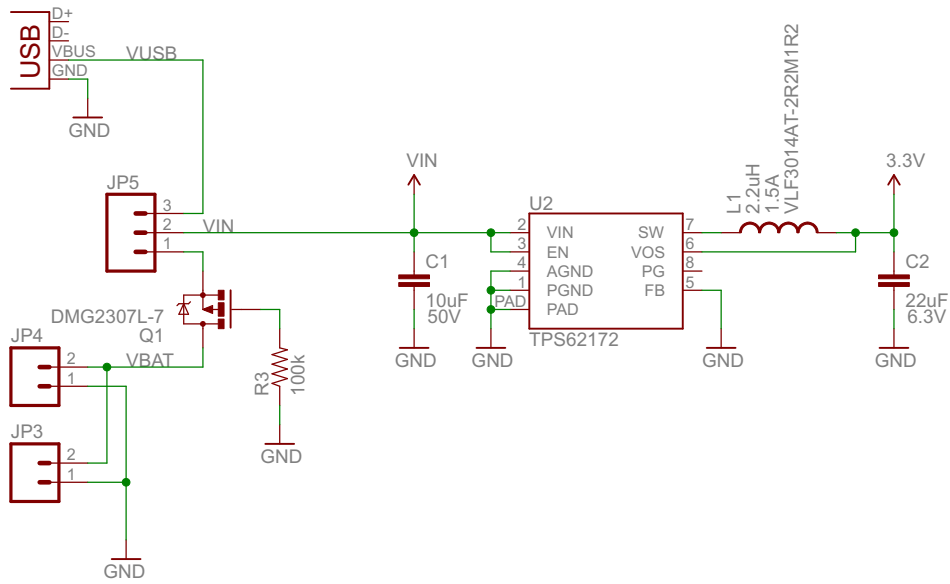 USB
D+
D-
VBUS
GND
VUSB
GND
JP5
3
2
1
VIN
DMG2307L-7
Q1
VBAT
JP4
2
1
JP3
2
1
GND
R3
100k
GND
VIN
C1
10uF
50V
GND
U2
2 VIN
3 EN
4 AGND
1 PGND
PAD PAD
SW 7
VOS 6
PG 8
FB 5
TPS62172
GND
GND
L1
2.2uH
1.5A
VLF3014AT-2R2M1R2
3.3V
C2
22uF
6.3V
GND